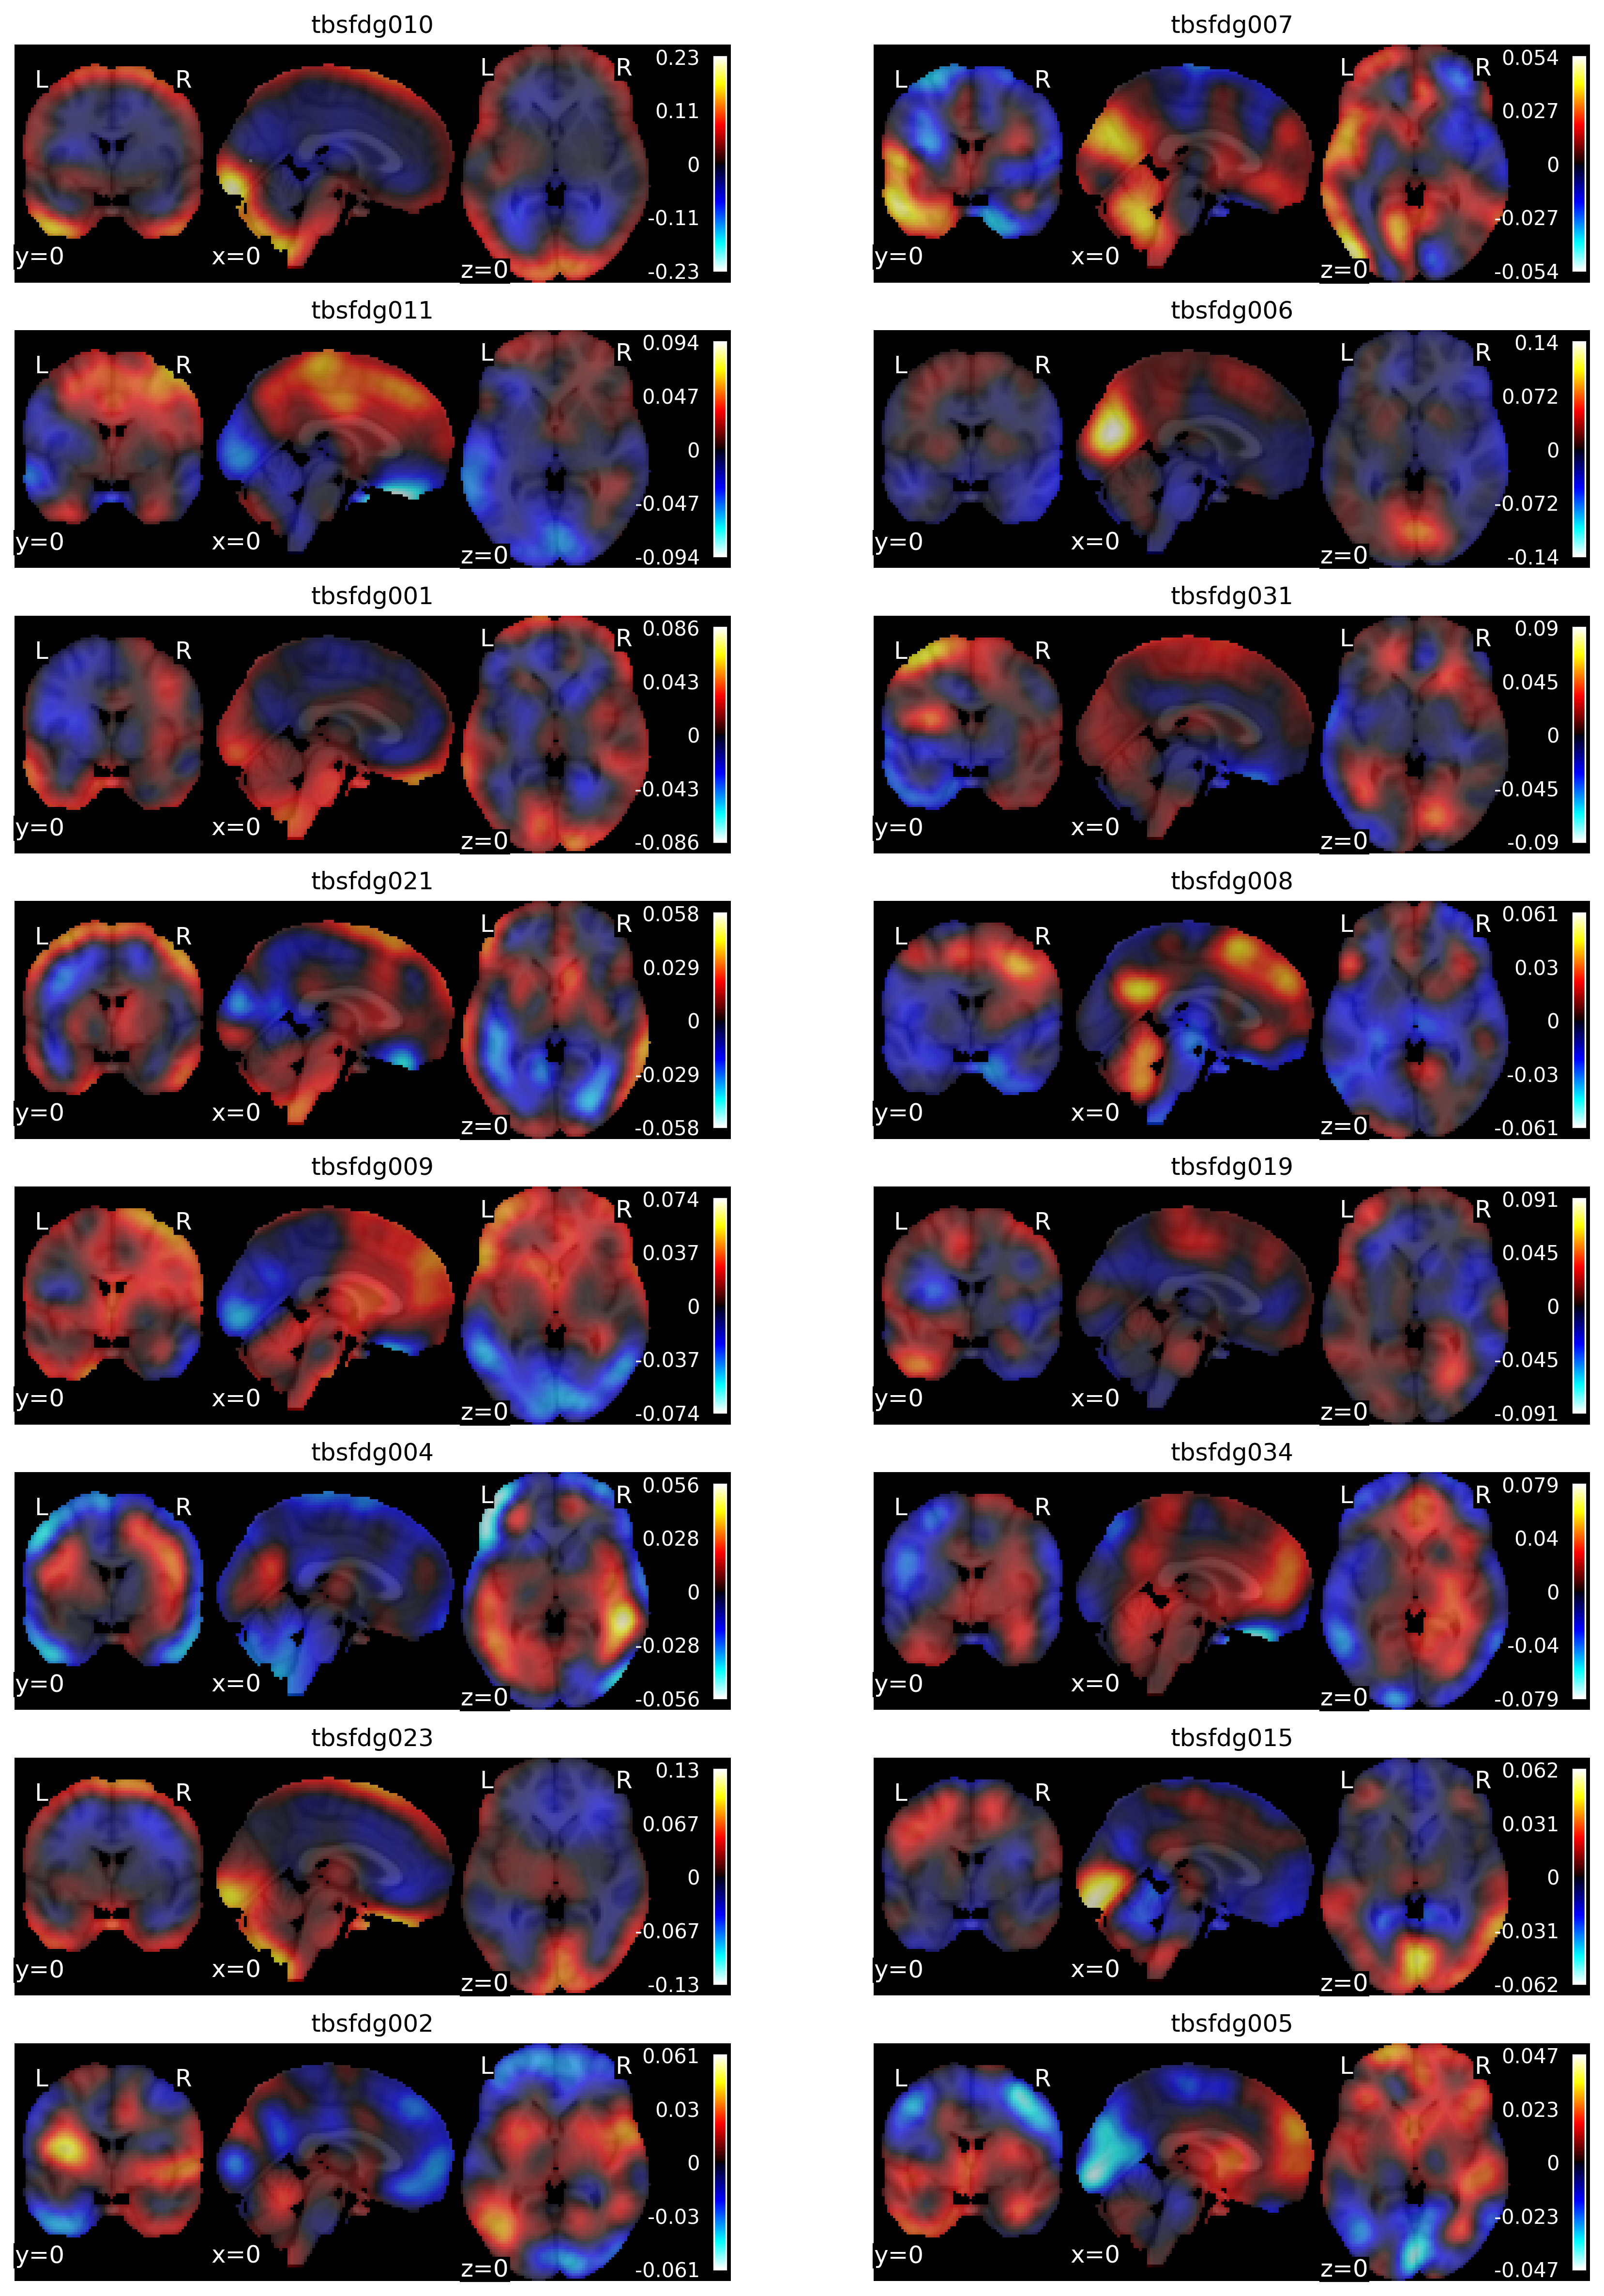 tbsfdg010
L R L R 0.23
0.11
0
-0.11
y=0 x=0 z=0 -0.23
tbsfdg007
L R L R 0.054
0.027
0
-0.027
y=0 x=0 z=0 -0.054
tbsfdg011
L R L R 0.094
0.047
0
-0.047
y=0 x=0 z=0 -0.094
tbsfdg006
L R L R 0.14
0.072
0
-0.072
y=0 x=0 z=0 -0.14
tbsfdg001
L R L R 0.086
0.043
0
-0.043
y=0 x=0 z=0 -0.086
tbsfdg031
L R L R 0.09
0.045
0
-0.045
y=0 x=0 z=0 -0.09
tbsfdg021
L R L R 0.058
0.029
0
-0.029
y=0 x=0 z=0 -0.058
tbsfdg008
L R L R 0.061
0.03
0
-0.03
y=0 x=0 z=0 -0.061
tbsfdg009
L R L R 0.074
0.037
0
-0.037
y=0 x=0 z=0 -0.074
tbsfdg019
L R L R 0.091
0.045
0
-0.045
y=0 x=0 z=0 -0.091
tbsfdg004
L R L R 0.056
0.028
0
-0.028
y=0 x=0 z=0 -0.056
tbsfdg034
L R L R 0.079
0.04
0
-0.04
y=0 x=0 z=0 -0.079
tbsfdg023
L R L R 0.13
0.067
0
-0.067
y=0 x=0 z=0 -0.13
tbsfdg015
L R L R 0.062
0.031
0
-0.031
y=0 x=0 z=0 -0.062
tbsfdg002
L R L R 0.061
0.03
0
-0.03
y=0 x=0 z=0 -0.061
tbsfdg005
L R L R 0.047
0.023
0
-0.023
y=0 x=0 z=0 -0.047